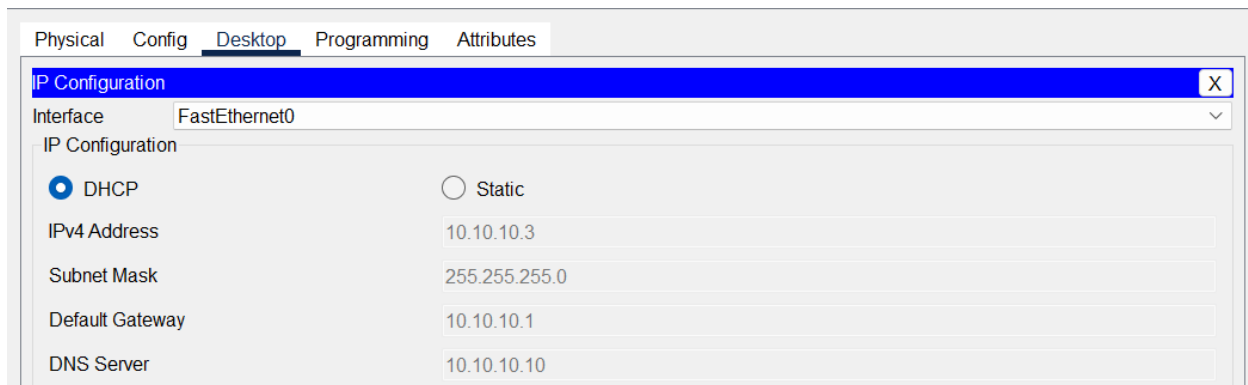 Physical Config Desktop Programming Attributes
IP Configuration X
Interface FastEthernet0
IP Configuration
DHCP Static
IPv4 Address 10.10.10.3
Subnet Mask 255.255.255.0
Default Gateway 10.10.10.1
DNS Server 10.10.10.10